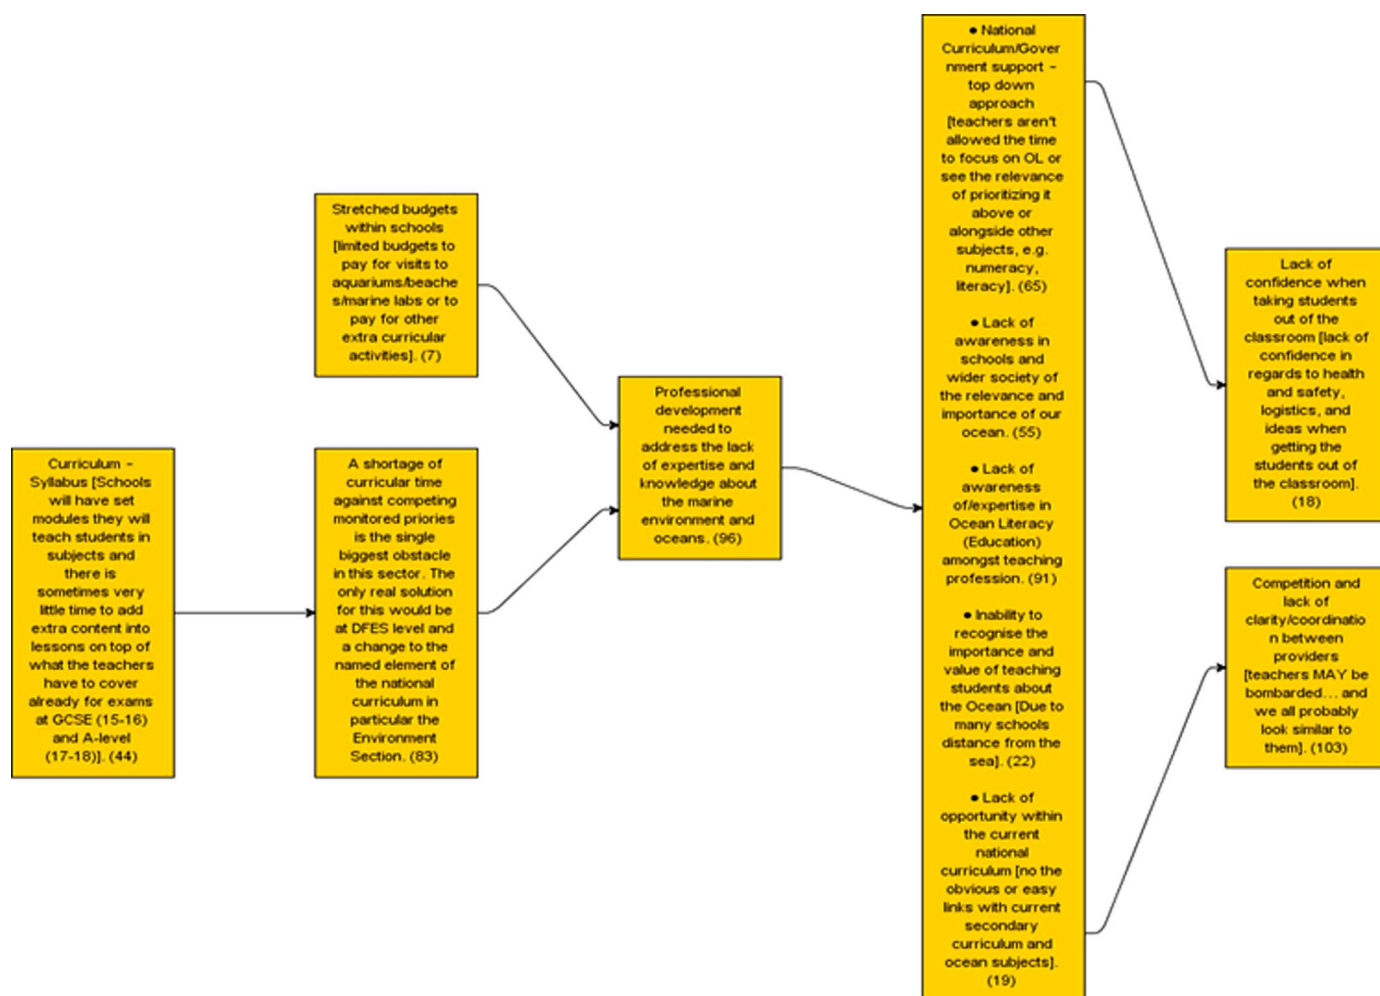 Curriculum –
Syllabus [Schools
will have set
modules they will
teach students in
subjects and
there is
sometimes very
little time to add
extra content into
lessons on top of
what the teachers
have to cover
already for exams
at GCSE (15-16)
and A-level
(17-18)]. (44)
Stretched budgets
within schools
[limited budgets to
pay for visits to
aquariums/beache
s/marine labs or to
pay for other
extra curricular
activities]. (7)
A shortage of
curricular time
against competing
monitored priories
is the single
biggest obstacle
in this sector. The
only real solution
for this would be
at DFES level and
a change to the
named element of
the national
curriculum in
particular the
Environment
Section. (83)
Professional
development
needed to
address the lack
of expertise and
knowledge about
the marine
environment and
oceans. (96)
● National
Curriculum/Gover
nment support –
top down
approach
[teachers aren't
allowed the time
to focus on OL or
see the relevance
of prioritizing it
above or
alongside other
subjects, e.g.
numeracy,
literacy]. (65)
● Lack of
awareness in
schools and
wider society of
the relevance and
importance of our
ocean. (55)
● Lack of
awareness
of/expertise in
Ocean Literacy
(Education)
amongst teaching
profession. (91)
● Inability to
recognise the
importance and
value of teaching
students about
the Ocean [Due to
many schools
distance from the
sea]. (22)
● Lack of
opportunity within
the current
national
curriculum [no the
obvious or easy
links with current
secondary
curriculum and
ocean subjects].
(19)
Lack of
confidence when
taking students
out of the
classroom [lack of
confidence in
regards to health
and safety,
logistics, and
ideas when
getting the
students out of
the classroom].
(18)
Competition and
lack of
clarity/coordinatio
n between
providers
[teachers MAY be
bombarded… and
we all probably
look similar to
them]. (103)